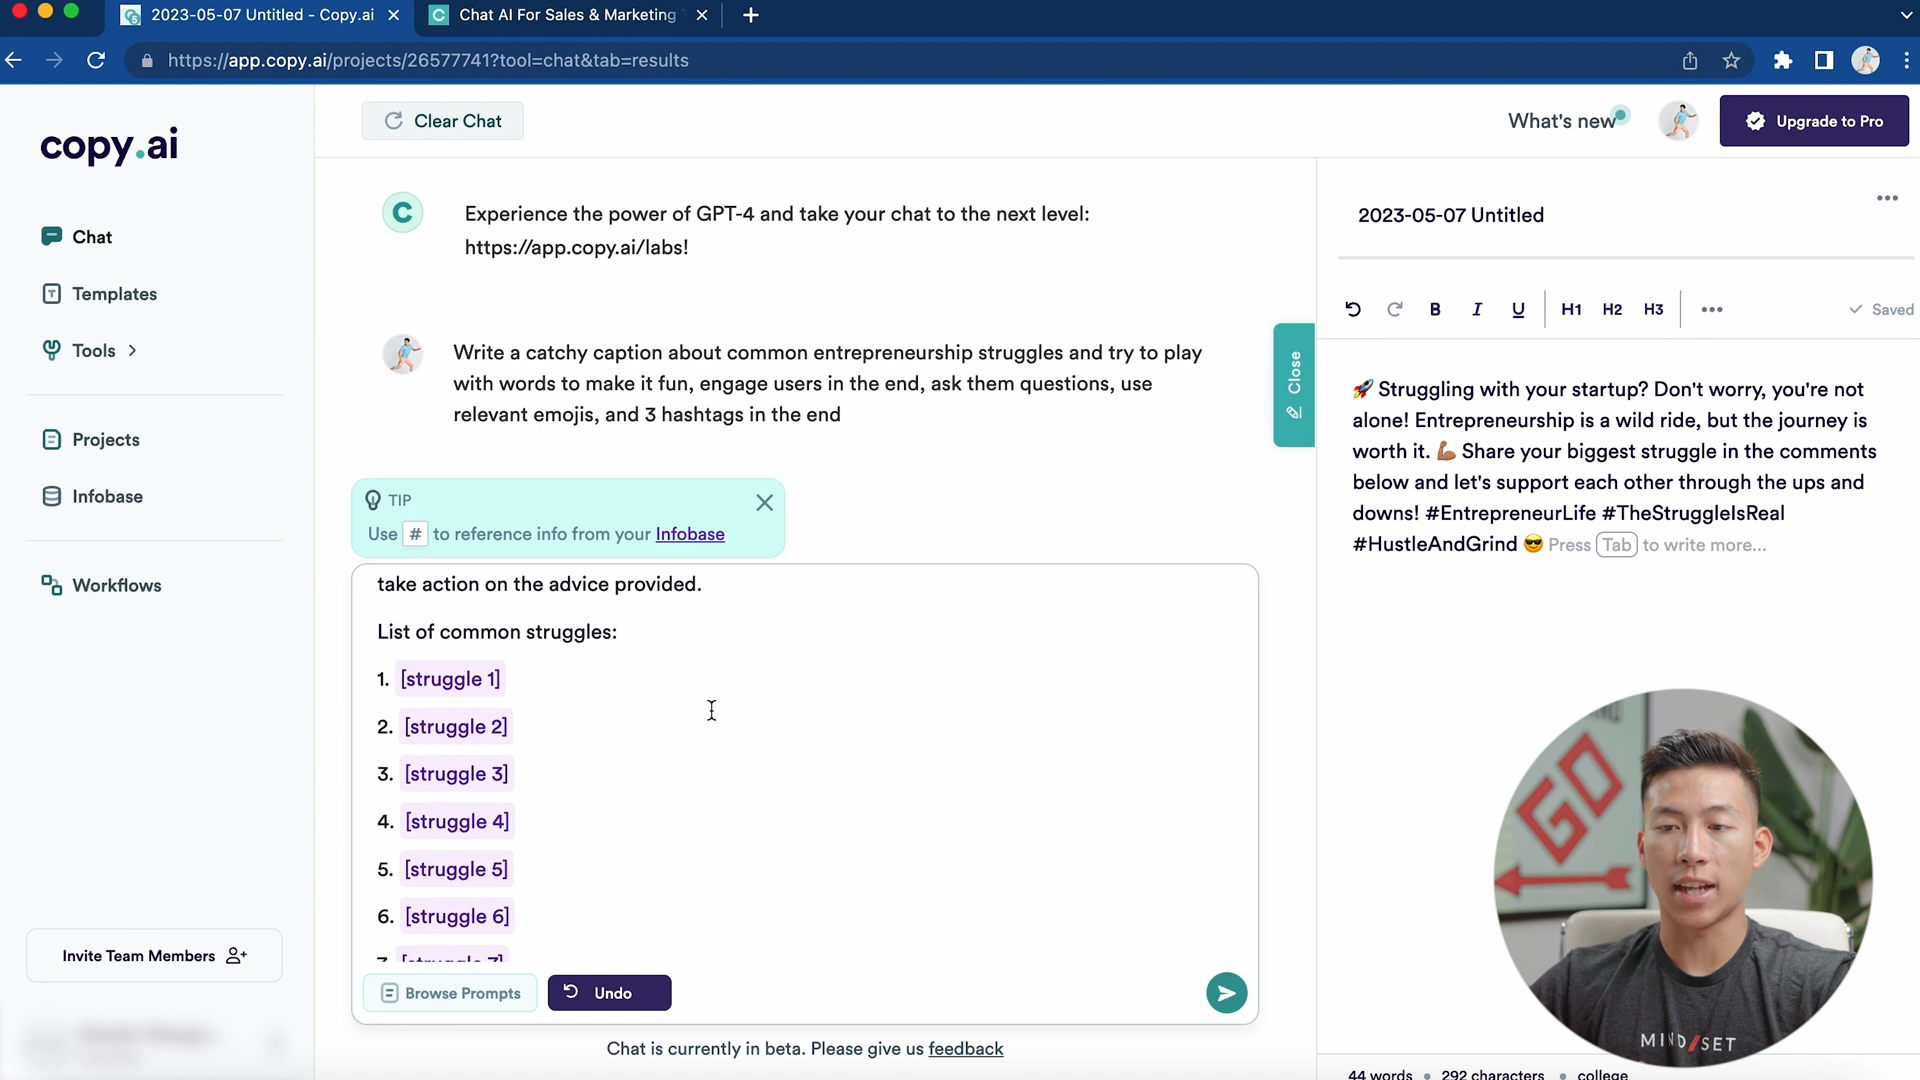 2023-05-07 Untitled - Copy.ai
Chat AI For Sales & Marketing
https://app.copy.ai/projects/26577741?tool=chat&tab=results
copy.ai
Chat
Templates
Tools
Projects
Infobase
Workflows
Invite Team Members
Clear Chat
What's new
Upgrade to Pro
C
Experience the power of GPT-4 and take your chat to the next level:
https://app.copy.ai/labs!
Write a catchy caption about common entrepreneurship struggles and try to play
with words to make it fun, engage users in the end, ask them questions, use
relevant emojis, and 3 hashtags in the end
TIP
Use # to reference info from your Infobase
take action on the advice provided.
List of common struggles:
1. [struggle 1]
2. [struggle 2]
3. [struggle 3]
4. [struggle 4]
5. [struggle 5]
6. [struggle 6]
7. [struggle 7]
Browse Prompts
Undo
Chat is currently in beta. Please give us feedback
Close
2023-05-07 Untitled
B I U H1 H2 H3
Saved
🚀 Struggling with your startup? Don't worry, you're not
alone! Entrepreneurship is a wild ride, but the journey is
worth it. 💪🏽 Share your biggest struggle in the comments
below and let's support each other through the ups and
downs! #EntrepreneurLife #TheStruggleIsReal
#HustleAndGrind 😎 Press Tab to write more...
GO
MIND/SET
44 words • 292 characters • college